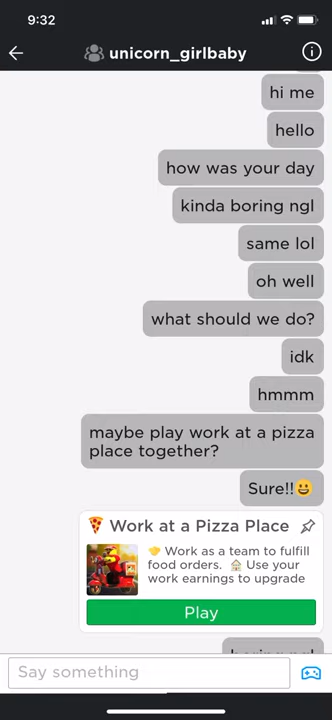 9:32
unicorn_girlbaby
hi me
hello
how was your day
kinda boring ngl
same lol
oh well
what should we do?
idk
hmmm
maybe play work at a pizza
place together?
Sure!!😀
🍕 Work at a Pizza Place
🤝 Work as a team to fulfill
food orders. 🏠 Use your
work earnings to upgrade
Play
Say something